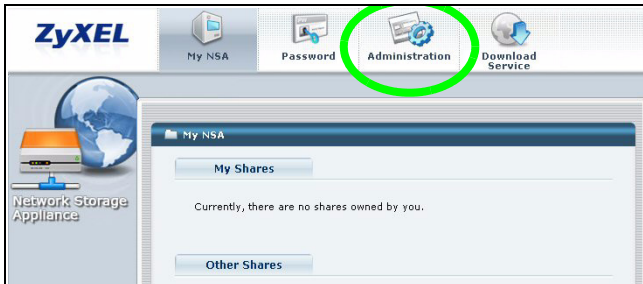 ZyXEL
My NSA
Password
Administration
Download
Service
My NSA
My Shares
Network Storage
Appliance
Currently, there are no shares owned by you.
Other Shares